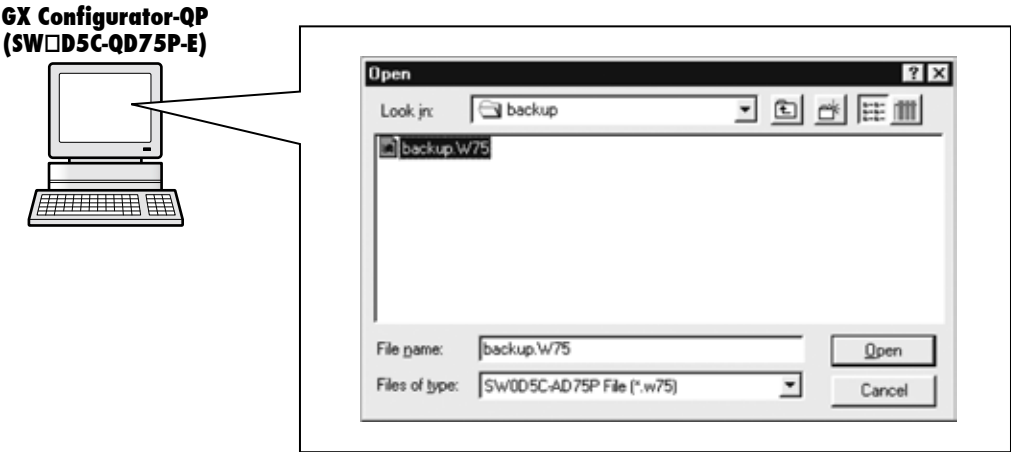 GX Configurator-QP
(SW□D5C-QD75P-E)
Open
Look in: backup
backup.W75
File name: backup.W75
Open
Files of type: SW0D5C-AD75P File (*.w75)
Cancel